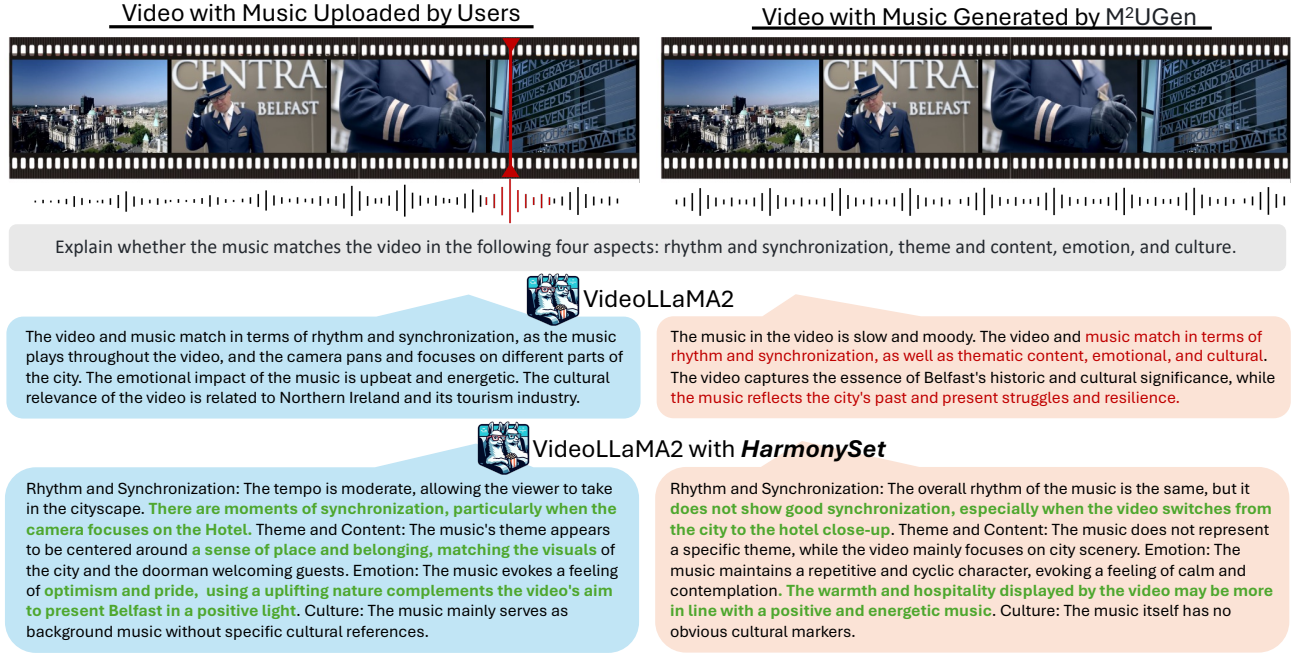 Video with Music Uploaded by Users
Video with Music Generated by M²UGen
CENTRA
EL BELFAST
MEN C
THEIR GRAY-H
WIVES AND DAUGHTE
WILL KEEP US
ON AN EVEN KEEL
THROUGH THE
UNCHARTED WATER
CENTRA
EL BELFAST
MEN C
THEIR GRAY-H
WIVES AND DAUGHTE
WILL KEEP US
ON AN EVEN KEEL
THROUGH THE
UNCHARTED WATER
Explain whether the music matches the video in the following four aspects: rhythm and synchronization, theme and content, emotion, and culture.
VideoLLaMA2
The video and music match in terms of rhythm and synchronization, as the music
plays throughout the video, and the camera pans and focuses on different parts of
the city. The emotional impact of the music is upbeat and energetic. The cultural
relevance of the video is related to Northern Ireland and its tourism industry.
The music in the video is slow and moody. The video and music match in terms of
rhythm and synchronization, as well as thematic content, emotional, and cultural.
The video captures the essence of Belfast's historic and cultural significance, while
the music reflects the city's past and present struggles and resilience.
VideoLLaMA2 with HarmonySet
Rhythm and Synchronization: The tempo is moderate, allowing the viewer to take
in the cityscape. There are moments of synchronization, particularly when the
camera focuses on the Hotel. Theme and Content: The music's theme appears
to be centered around a sense of place and belonging, matching the visuals of
the city and the doorman welcoming guests. Emotion: The music evokes a feeling
of optimism and pride, using a uplifting nature complements the video's aim
to present Belfast in a positive light. Culture: The music mainly serves as
background music without specific cultural references.
Rhythm and Synchronization: The overall rhythm of the music is the same, but it
does not show good synchronization, especially when the video switches from
the city to the hotel close-up. Theme and Content: The music does not represent
a specific theme, while the video mainly focuses on city scenery. Emotion: The
music maintains a repetitive and cyclic character, evoking a feeling of calm and
contemplation. The warmth and hospitality displayed by the video may be more
in line with a positive and energetic music. Culture: The music itself has no
obvious cultural markers.